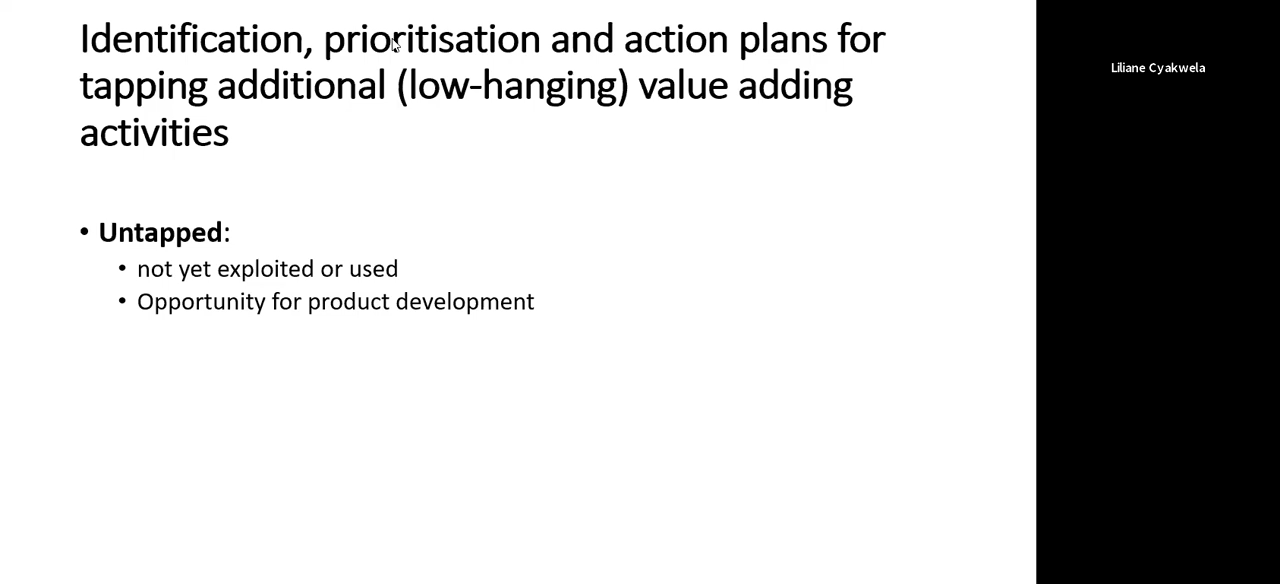 Identification, prioritisation and action plans for
tapping additional (low-hanging) value adding
activities
• Untapped:
• not yet exploited or used
• Opportunity for product development
Liliane Cyakwela